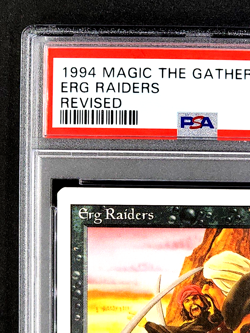 1994 MAGIC THE GATHER
ERG RAIDERS
REVISED
PSA
Erg Raiders